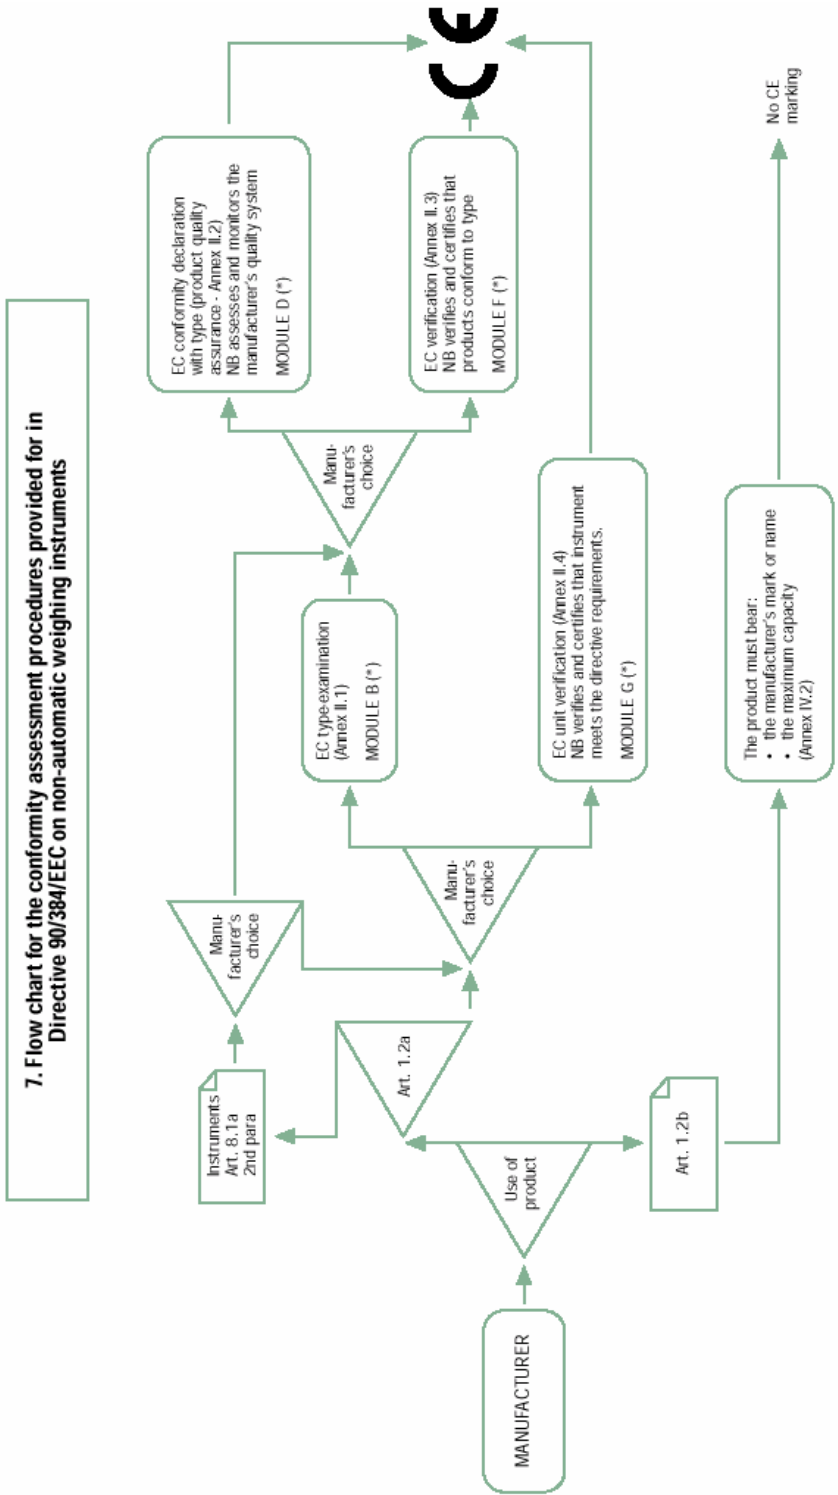 7. Flow chart for the conformity assessment procedures provided for in
Directive 90/384/EEC on non-automatic weighing instruments
MANUFACTURER
Use of
product
Art. 1.2a
Art. 1.2b
Instruments
Art. 8.1a
2nd para
Manu-
facturer's
choice
Manu-
facturer's
choice
EC type-examination
(Annex II.1)
MODULE B (*)
EC unit verification (Annex II.4)
NB verifies and certifies that instrument
meets the directive requirements.
MODULE G (*)
The product must bear:
• the manufacturer's mark or name
• the maximum capacity
(Annex IV.2)
Manu-
facturer's
choice
EC conformity declaration
with type (product quality
assurance - Annex II.2)
NB assesses and monitors the
manufacturer's quality system
MODULE D (*)
EC verification (Annex II.3)
NB verifies and certifies that
products conform to type
MODULE F (*)
CE
No CE
marking